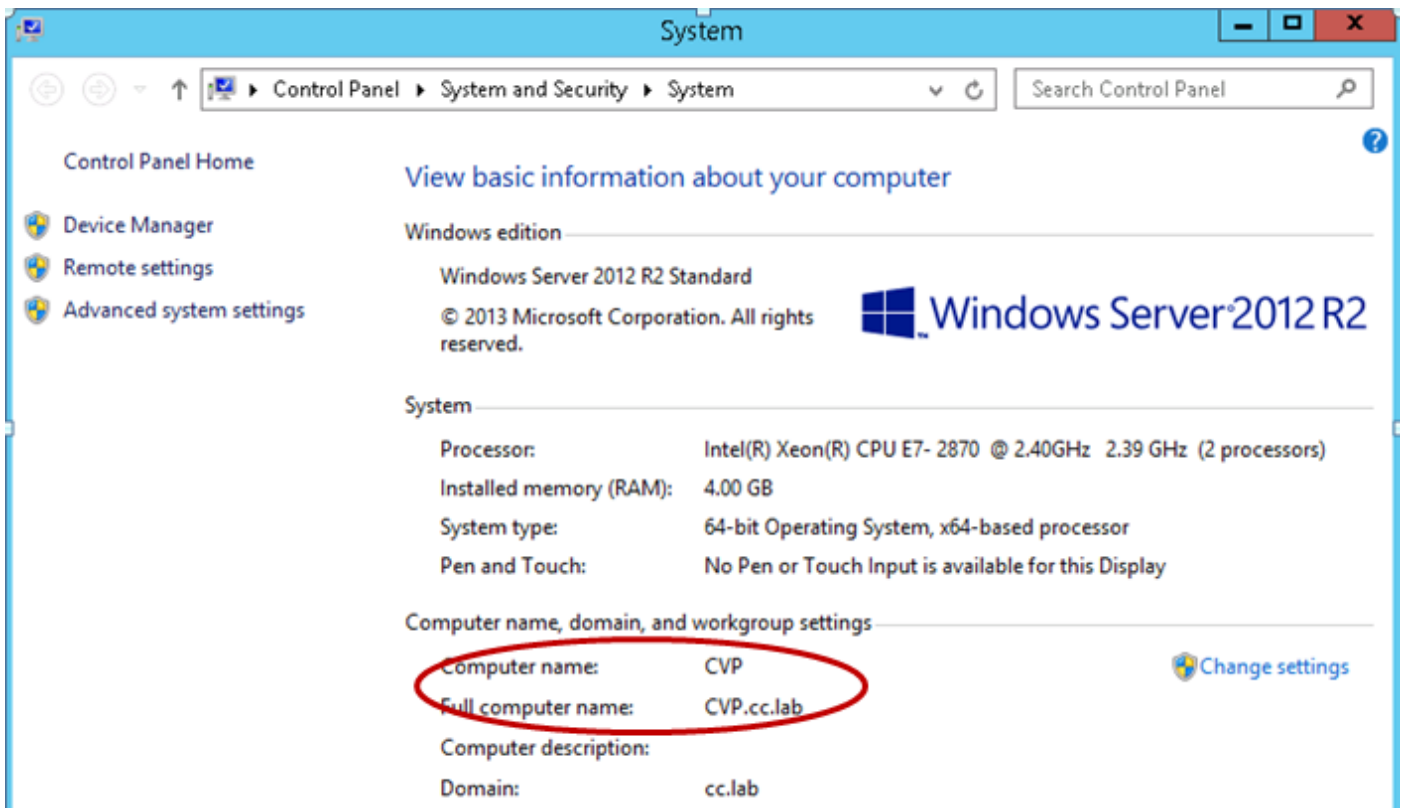 System
Control Panel ▸ System and Security ▸ System
Search Control Panel
Control Panel Home
Device Manager
Remote settings
Advanced system settings
View basic information about your computer
Windows edition
Windows Server 2012 R2 Standard
© 2013 Microsoft Corporation. All rights
reserved.
Windows Server 2012 R2
System
Processor: Intel(R) Xeon(R) CPU E7- 2870 @ 2.40GHz 2.39 GHz (2 processors)
Installed memory (RAM): 4.00 GB
System type: 64-bit Operating System, x64-based processor
Pen and Touch: No Pen or Touch Input is available for this Display
Computer name, domain, and workgroup settings
Computer name: CVP
Change settings
Full computer name: CVP.cc.lab
Computer description:
Domain: cc.lab